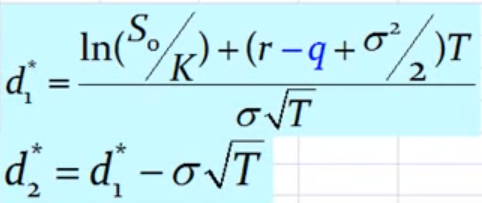 d₁* = (ln(S₀/K) + (r − q + σ²/2)T) / (σ√T)
d₂* = d₁* − σ√T